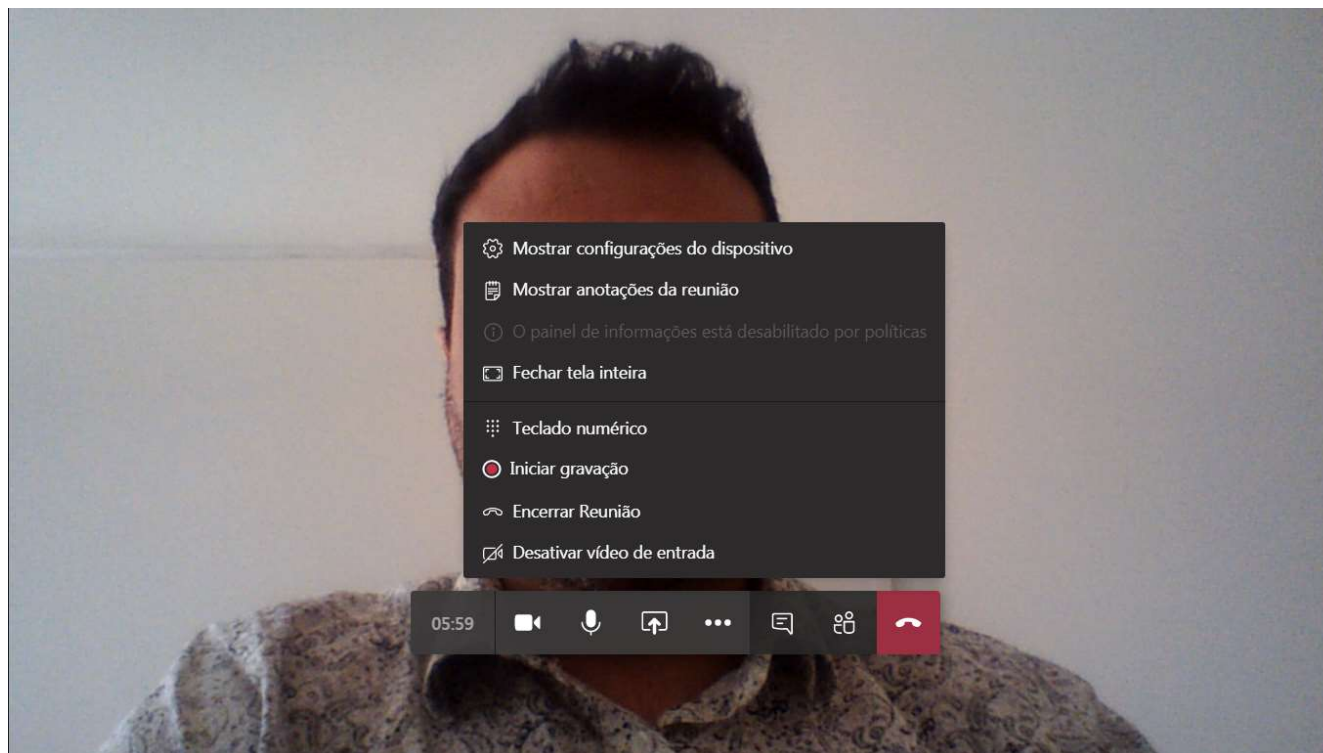 Mostrar configurações do dispositivo
Mostrar anotações da reunião
O painel de informações está desabilitado por políticas
Fechar tela inteira
Teclado numérico
Iniciar gravação
Encerrar Reunião
Desativar vídeo de entrada
05:59